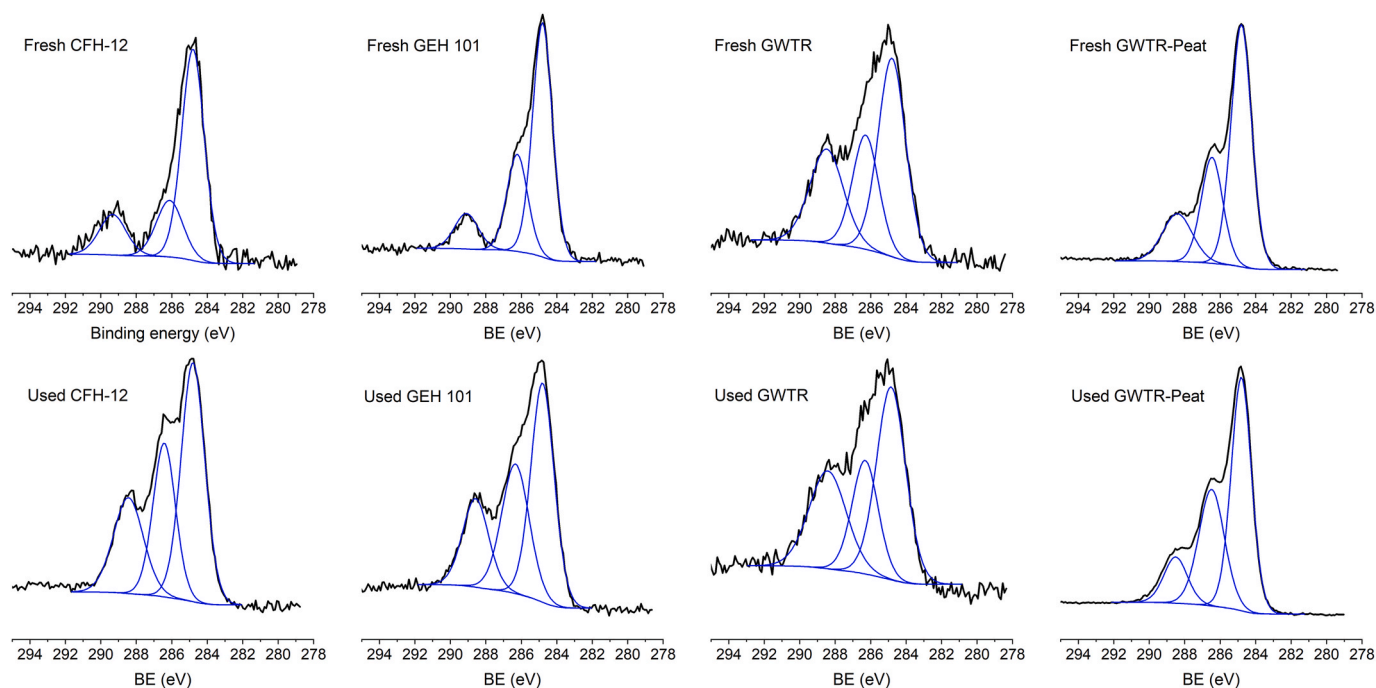 Fresh CFH-12
Fresh GEH 101
Fresh GWTR
Fresh GWTR-Peat
294 292 290 288 286 284 282 280 278
294 292 290 288 286 284 282 280 278
294 292 290 288 286 284 282 280 278
294 292 290 288 286 284 282 280 278
Binding energy (eV)
BE (eV)
BE (eV)
BE (eV)
Used CFH-12
Used GEH 101
Used GWTR
Used GWTR-Peat
294 292 290 288 286 284 282 280 278
294 292 290 288 286 284 282 280 278
294 292 290 288 286 284 282 280 278
294 292 290 288 286 284 282 280 278
BE (eV)
BE (eV)
BE (eV)
BE (eV)